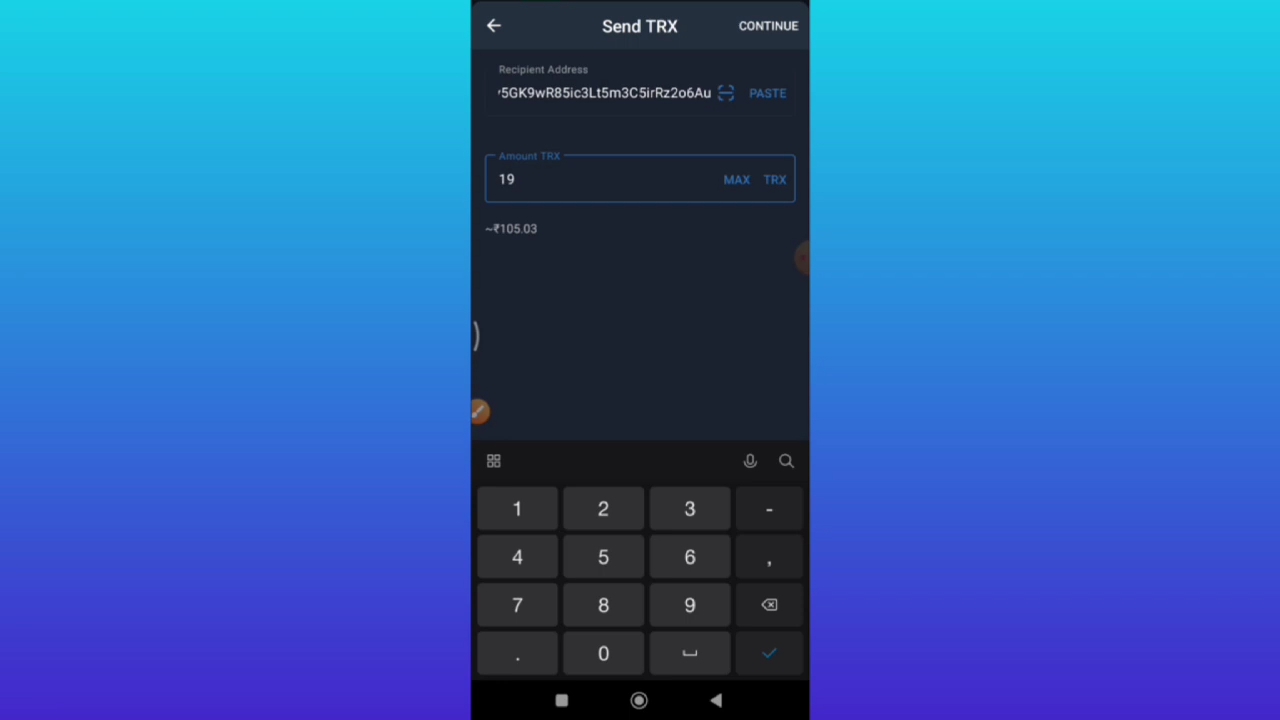 Send TRX
CONTINUE
Recipient Address
5GK9wR85ic3Lt5m3C5irRz2o6Au
PASTE
Amount TRX
19
MAX TRX
~₹105.03
1 2 3 -
4 5 6 ,
7 8 9
. 0